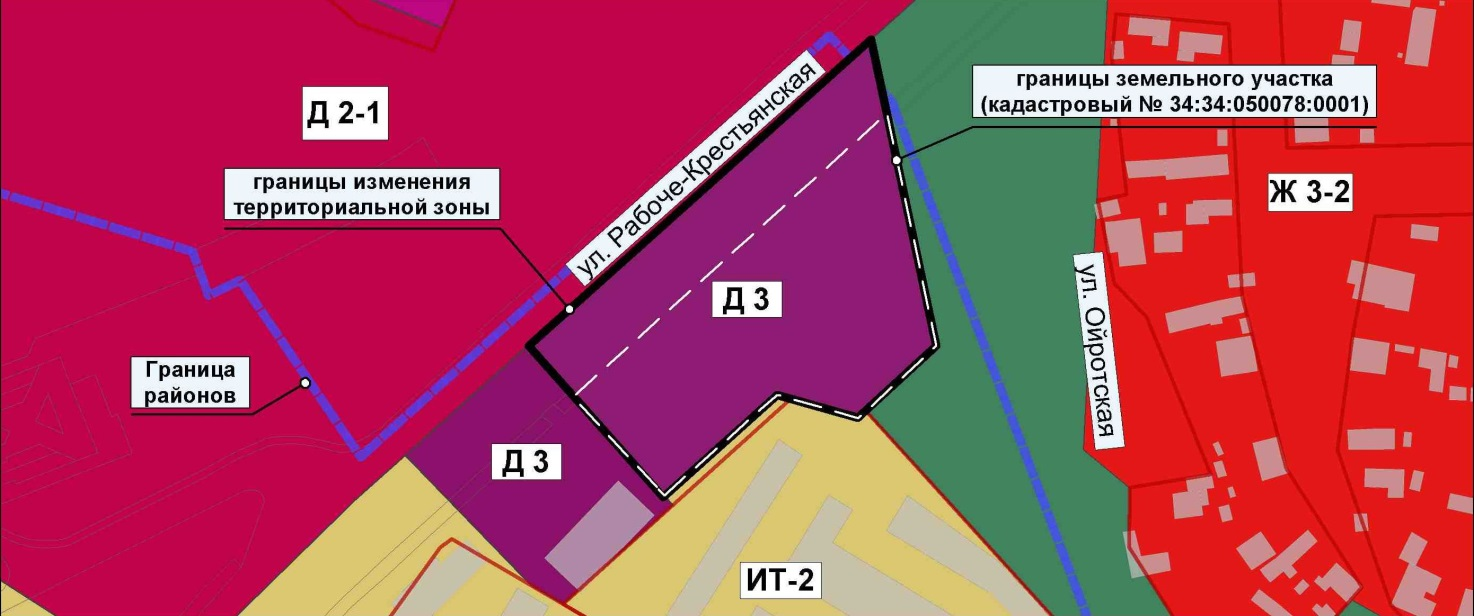 Д 2-1
границы изменения
территориальной зоны
ул. Рабоче-Крестьянская
границы земельного участка
(кадастровый № 34:34:050078:0001)
Ж 3-2
Д 3
ул. Ойротская
Граница
районов
Д 3
ИТ-2